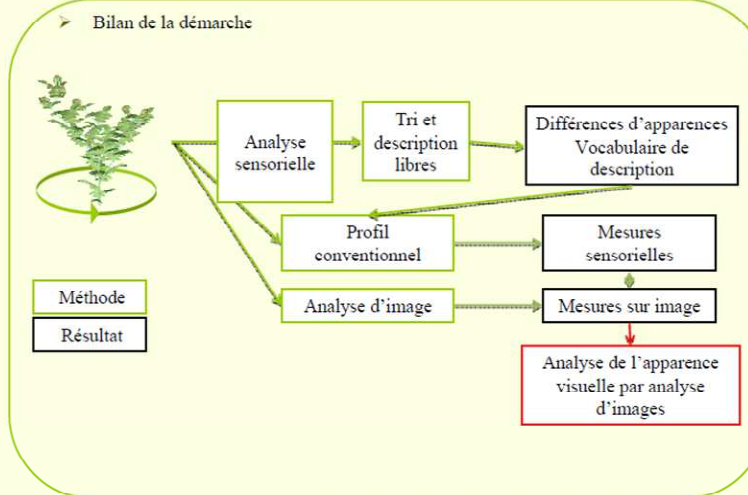 Bilan de la démarche
Analyse
sensorielle
Tri et
description
libres
Différences d'apparences
Vocabulaire de
description
Profil
conventionnel
Mesures
sensorielles
Méthode
Résultat
Analyse d'image
Mesures sur image
Analyse de l'apparence
visuelle par analyse
d'images